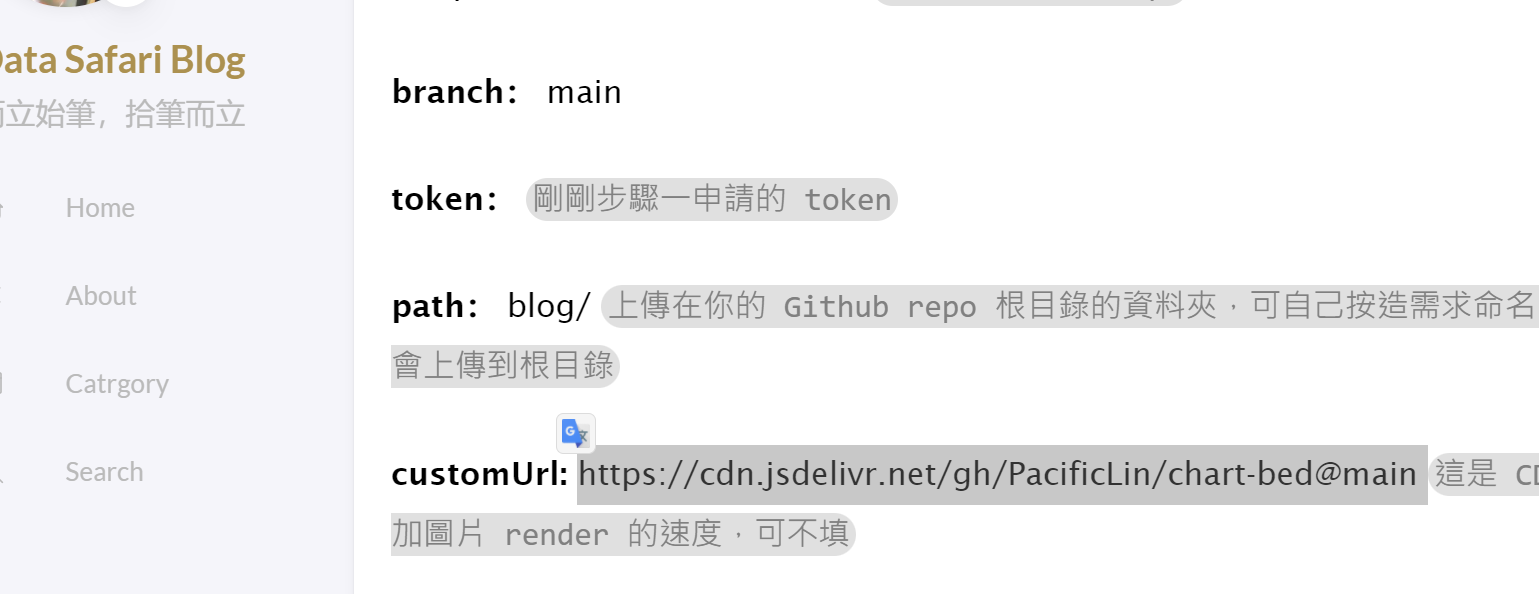 Data Safari Blog
而立始筆，拾筆而立
Home
About
Catrgory
Search
branch： main
token： 剛剛步驟一申請的 token
path： blog/ 上傳在你的 Github repo 根目錄的資料夾，可自己按造需求命名
會上傳到根目錄
customUrl: https://cdn.jsdelivr.net/gh/PacificLin/chart-bed@main 這是
加圖片 render 的速度，可不填